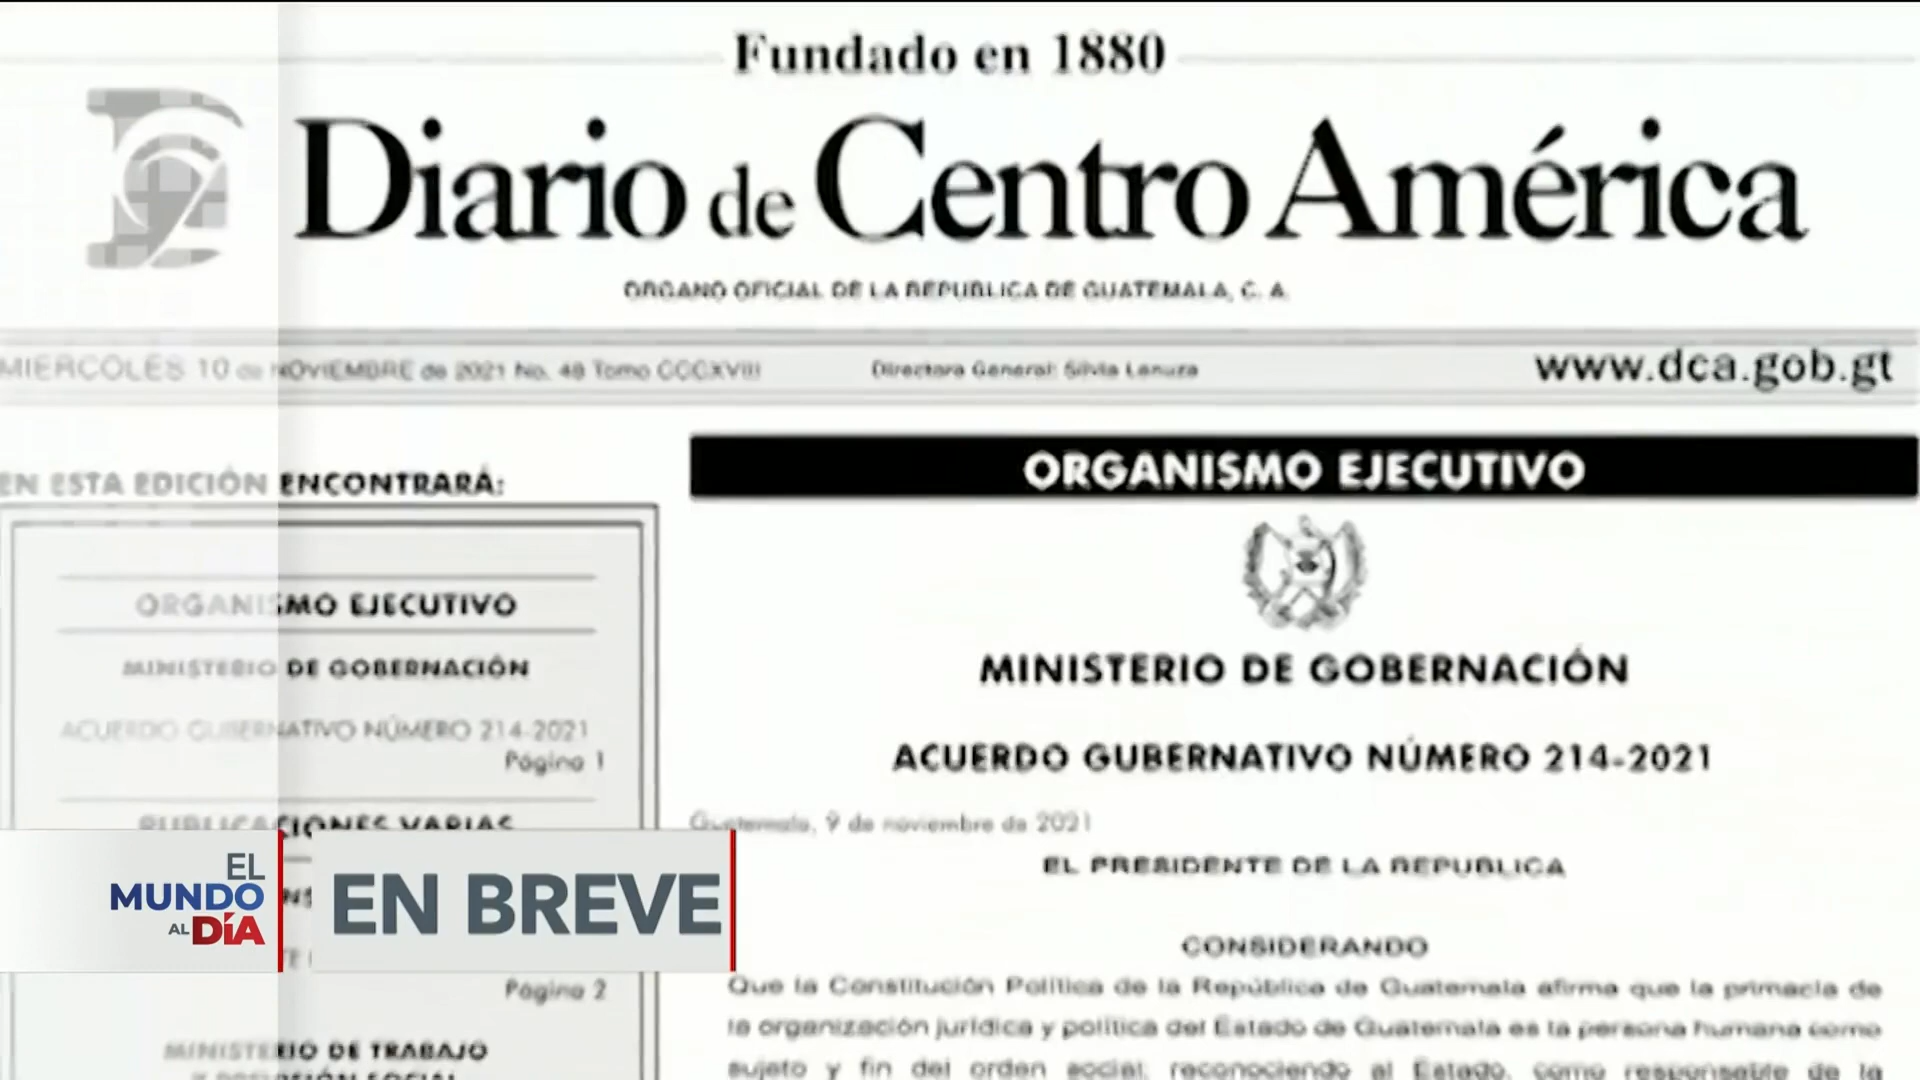 Fundado en 1880
Diario de Centro América
ORGANO OFICIAL DE LA REPUBLICA DE GUATEMALA, C. A.
MIERCOLES 10 de NOVIEMBRE de 2021 No. 48 Tomo CCCXVIII
Directora General: Silvia Lanuza
www.dca.gob.gt
EN ESTA EDICIÓN ENCONTRARÁ:
ORGANISMO EJECUTIVO
MINISTERIO DE GOBERNACIÓN
ACUERDO GUBERNATIVO NÚMERO 214-2021
Página 1
PUBLICACIONES VARIAS
Página 2
MINISTERIO DE TRABAJO
ORGANISMO EJECUTIVO
MINISTERIO DE GOBERNACIÓN
ACUERDO GUBERNATIVO NÚMERO 214-2021
Guatemala, 9 de noviembre de 2021
EL PRESIDENTE DE LA REPUBLICA
CONSIDERANDO
Que la Constitución Política de la República de Guatemala afirma que la primacía de
la organización jurídica y política del Estado de Guatemala es la persona humana como
sujeto y fin del orden social, reconociendo al Estado, como responsable de la
EL
MUNDO
AL DÍA
EN BREVE